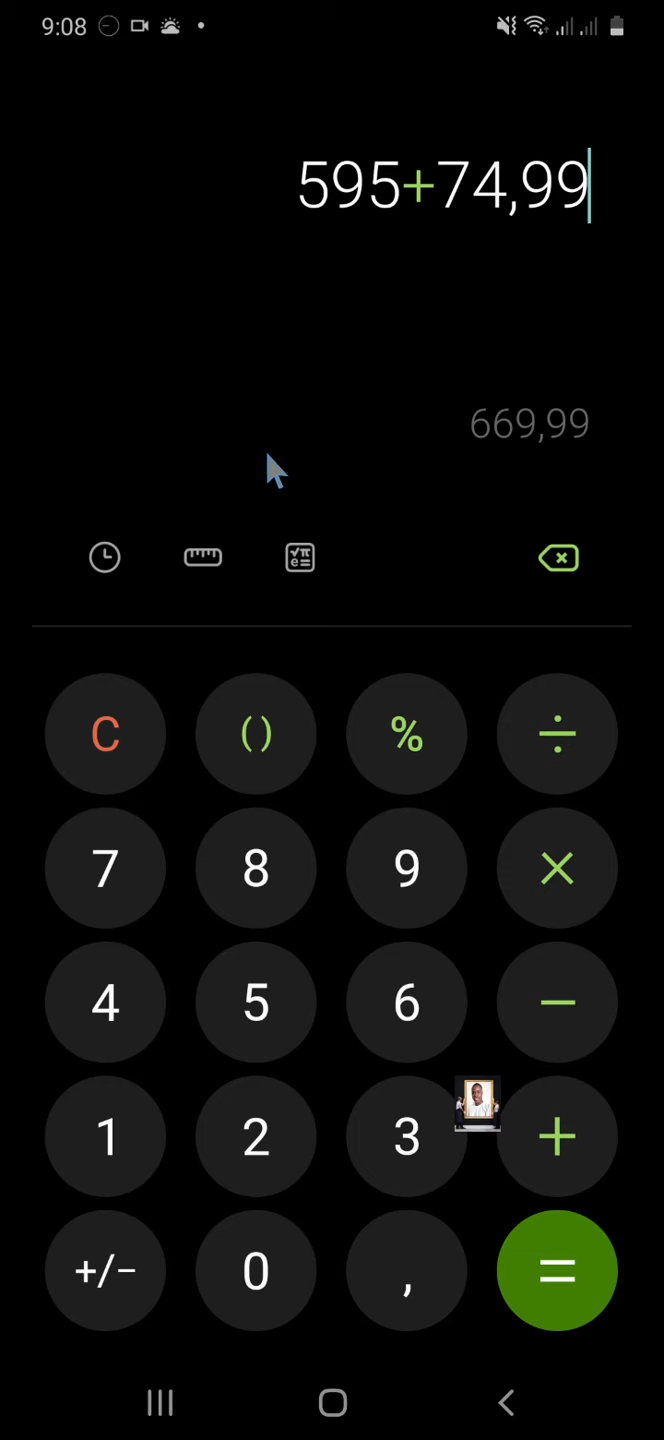 9:08
595+74,99
669,99
C () % ÷
7 8 9 ×
4 5 6 −
1 2 3 +
+/− 0 , =